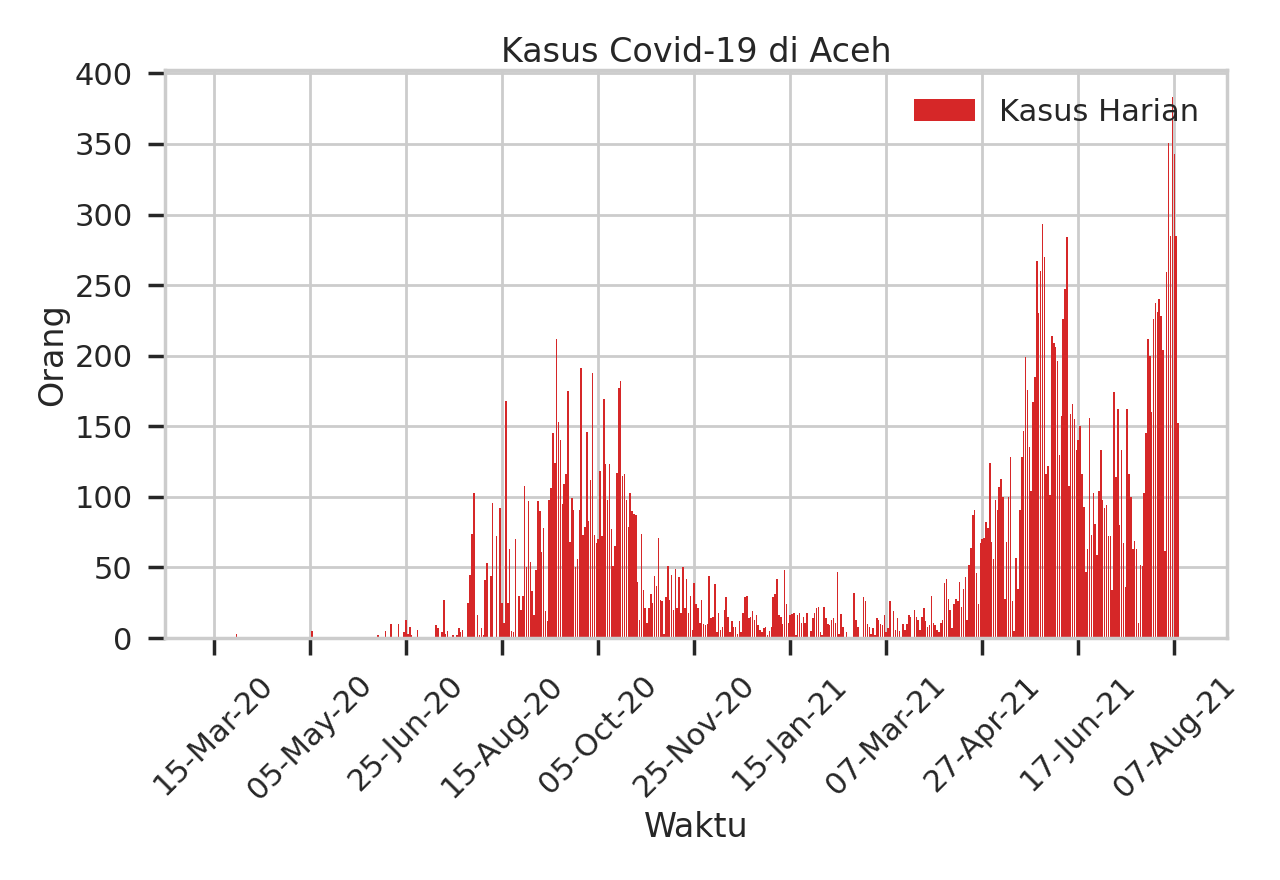 Kasus Covid-19 di Aceh
Kasus Harian
400
350
300
250
200
150
100
50
0
Orang
15-Mar-20
05-May-20
25-Jun-20
15-Aug-20
05-Oct-20
25-Nov-20
15-Jan-21
07-Mar-21
27-Apr-21
17-Jun-21
07-Aug-21
Waktu